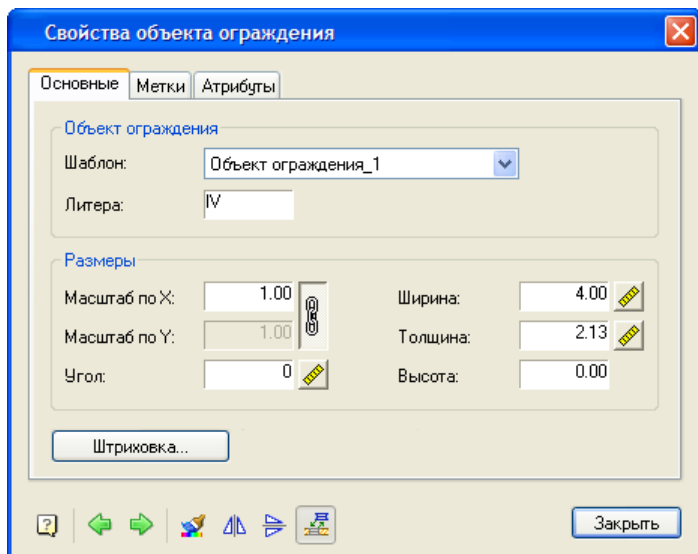 Свойства объекта ограждения
Основные Метки Атрибуты
Объект ограждения
Шаблон: Объект ограждения_1
Литера: IV
Размеры
Масштаб по X: 1.00 Ширина: 4.00
Масштаб по Y: 1.00 Толщина: 2.13
Угол: 0 Высота: 0.00
Штриховка...
Закрыть